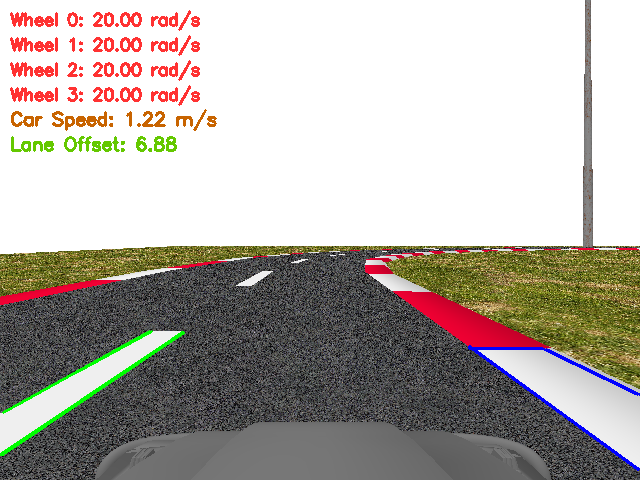 Wheel 0: 20.00 rad/s
Wheel 1: 20.00 rad/s
Wheel 2: 20.00 rad/s
Wheel 3: 20.00 rad/s
Car Speed: 1.22 m/s
Lane Offset: 6.88